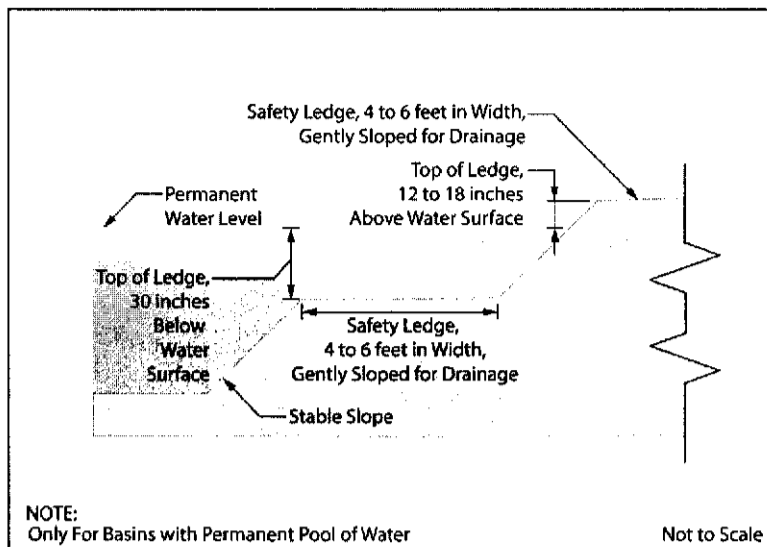 Safety Ledge, 4 to 6 feet in Width,
Gently Sloped for Drainage
Top of Ledge,
12 to 18 inches
Above Water Surface
Permanent
Water Level
Top of Ledge,
30 inches
Below
Water
Surface
Safety Ledge,
4 to 6 feet in Width,
Gently Sloped for Drainage
Stable Slope
NOTE:
Only For Basins with Permanent Pool of Water
Not to Scale